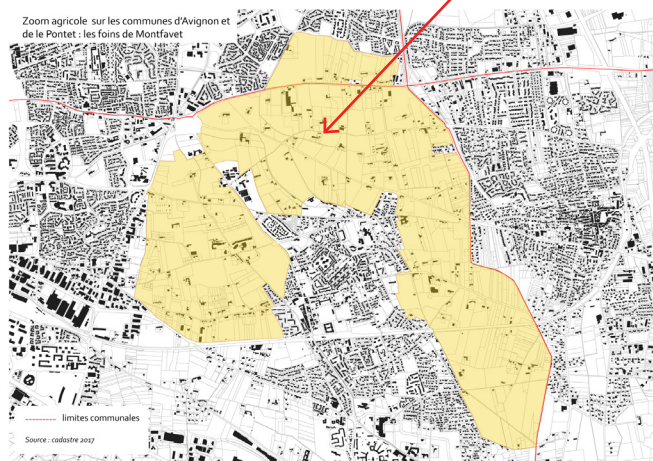 Zoom agricole sur les communes d'Avignon et
de le Pontet : les foins de Montfavet
limites communales
Source : cadastre 2017